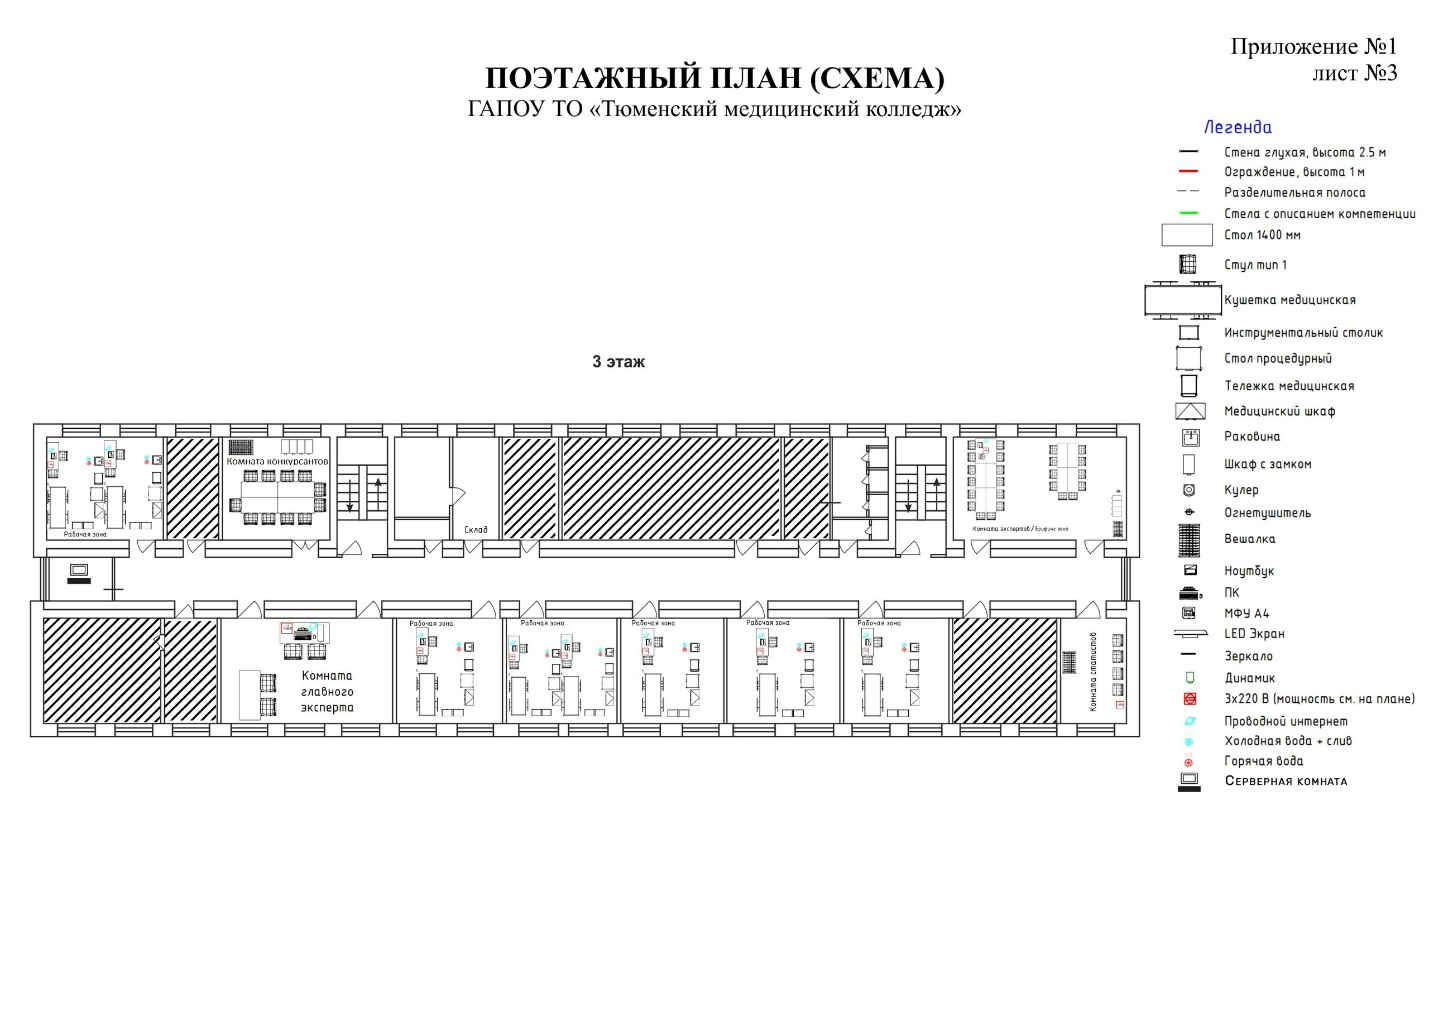 Приложение №1
лист №3
ПОЭТАЖНЫЙ ПЛАН (СХЕМА)
ГАПОУ ТО «Тюменский медицинский колледж»
Легенда
Стена глухая, высота 2.5 м
Ограждение, высота 1 м
Разделительная полоса
Стела с описанием компетенции
Стол 1400 мм
Стул тип 1
Кушетка медицинская
Инструментальный столик
Стол процедурный
Тележка медицинская
Медицинский шкаф
Раковина
Шкаф с замком
Кулер
Огнетушитель
Вешалка
Ноутбук
ПК
МФУ А4
LED Экран
Зеркало
Динамик
3х220 В (мощность см. на плане)
Проводной интернет
Холодная вода + слив
Горячая вода
Серверная комната
3 этаж
Комната конкурсантов
Рабочая зона
Склад
Комната экспертов / Брифинг зона
Комната
главного
эксперта
Рабочая зона
Рабочая зона
Рабочая зона
Рабочая зона
Рабочая зона
Комната статистов